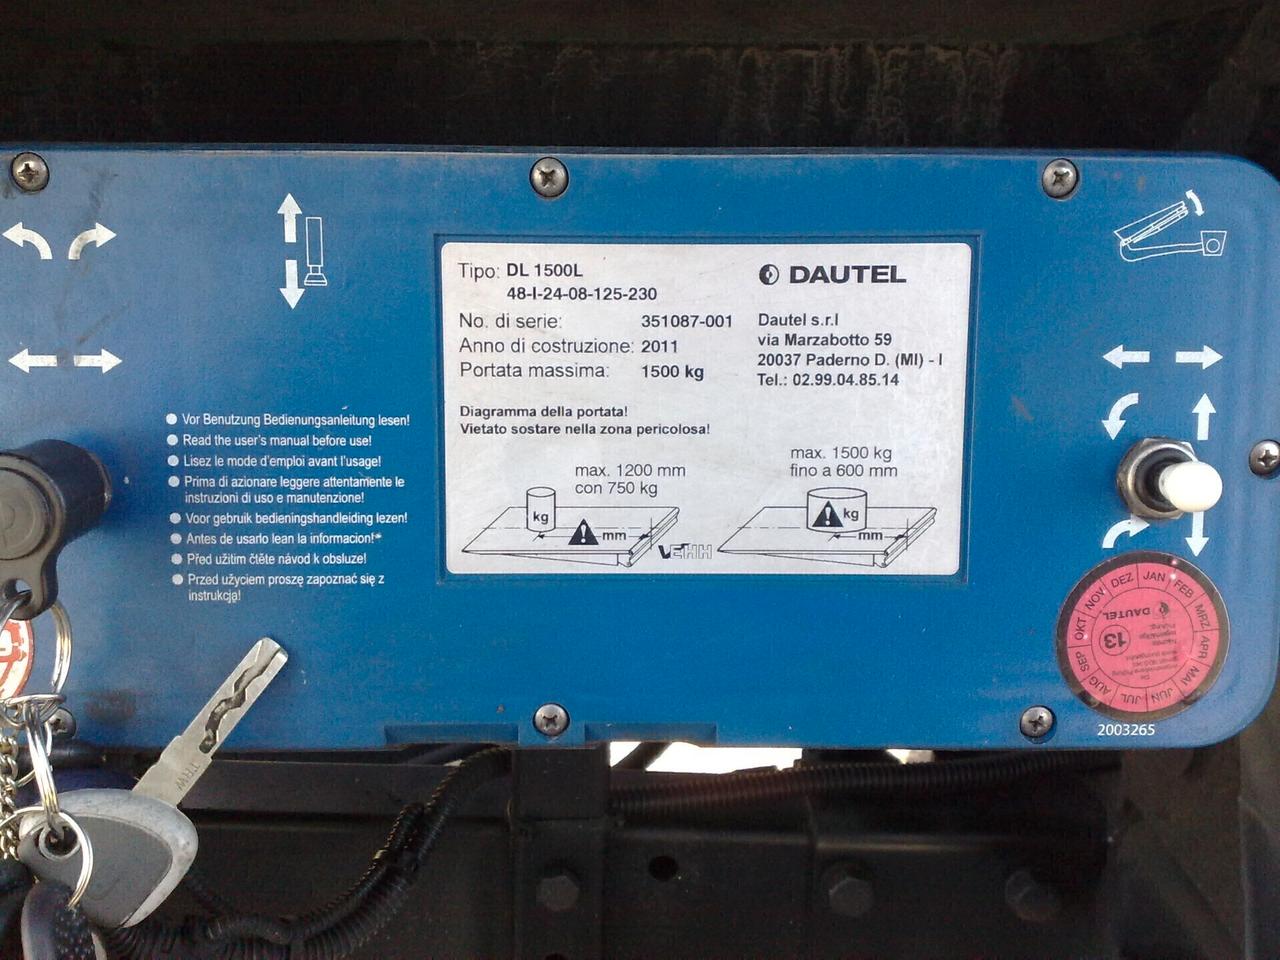 Vor Benutzung Bedienungsanleitung lesen!
Read the user's manual before use!
Lisez le mode d'emploi avant l'usage!
Prima di azionare leggere attentamente le
instruzioni di uso e manutenzione!
Voor gebruik bedieningshandleiding lezen!
Antes de usarlo lean la informacion!
Před užitim čtěte návod k obsluze!
Przed użyciem proszę zapoznać się z
instrukcją!
Tipo: DL 1500L
48-I-24-08-125-230
No. di serie: 351087-001
Anno di costruzione: 2011
Portata massima: 1500 kg
DAUTEL
Dautel s.r.l
via Marzabotto 59
20037 Paderno D. (MI) - I
Tel.: 02.99.04.85.14
Diagramma della portata!
Vietato sostare nella zona pericolosa!
max. 1200 mm
con 750 kg
kg
mm
max. 1500 kg
fino a 600 mm
kg
mm
VEHH
JAN FEB MRZ APR MAI JUN JUL AUG SEP OKT NOV DEZ
DAUTEL
13
2003265